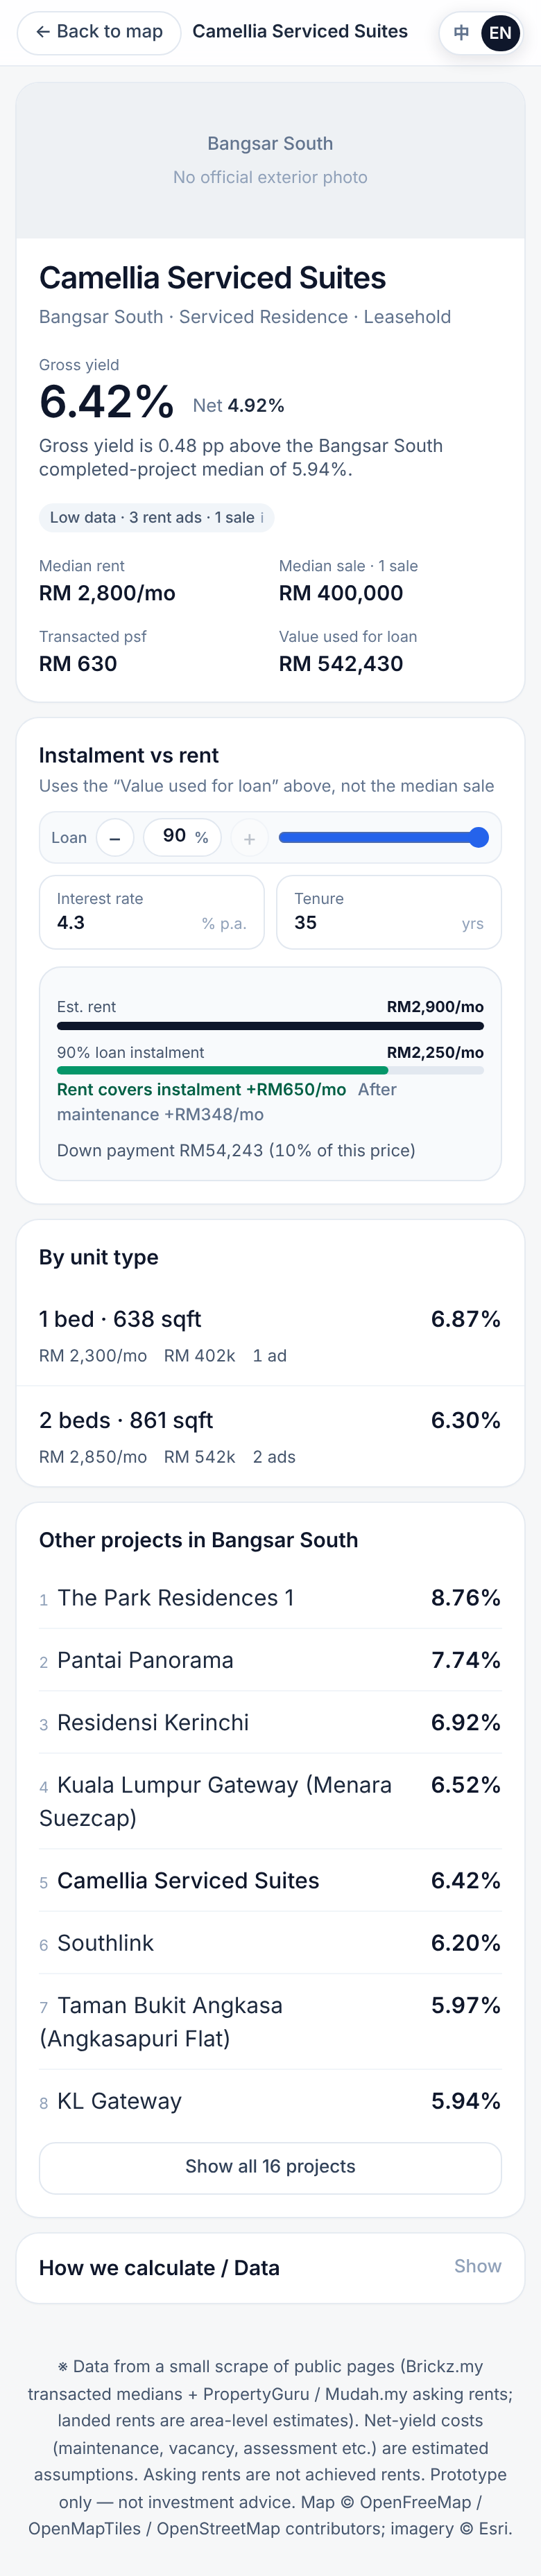 ← Back to map
Camellia Serviced Suites
中 EN
Bangsar South
No official exterior photo
Camellia Serviced Suites
Bangsar South · Serviced Residence · Leasehold
Gross yield
6.42% Net 4.92%
Gross yield is 0.48 pp above the Bangsar South
completed-project median of 5.94%.
Low data · 3 rent ads · 1 sale i
Median rent
RM 2,800/mo
Median sale · 1 sale
RM 400,000
Transacted psf
RM 630
Value used for loan
RM 542,430
Instalment vs rent
Uses the “Value used for loan” above, not the median sale
Loan − 90 % +
Interest rate
4.3 % p.a.
Tenure
35 yrs
Est. rent RM2,900/mo
90% loan instalment RM2,250/mo
Rent covers instalment +RM650/mo After
maintenance +RM348/mo
Down payment RM54,243 (10% of this price)
By unit type
1 bed · 638 sqft 6.87%
RM 2,300/mo RM 402k 1 ad
2 beds · 861 sqft 6.30%
RM 2,850/mo RM 542k 2 ads
Other projects in Bangsar South
1 The Park Residences 1 8.76%
2 Pantai Panorama 7.74%
3 Residensi Kerinchi 6.92%
4 Kuala Lumpur Gateway (Menara 6.52%
Suezcap)
5 Camellia Serviced Suites 6.42%
6 Southlink 6.20%
7 Taman Bukit Angkasa 5.97%
(Angkasapuri Flat)
8 KL Gateway 5.94%
Show all 16 projects
How we calculate / Data Show
※ Data from a small scrape of public pages (Brickz.my
transacted medians + PropertyGuru / Mudah.my asking rents;
landed rents are area-level estimates). Net-yield costs
(maintenance, vacancy, assessment etc.) are estimated
assumptions. Asking rents are not achieved rents. Prototype
only — not investment advice. Map © OpenFreeMap /
OpenMapTiles / OpenStreetMap contributors; imagery © Esri.